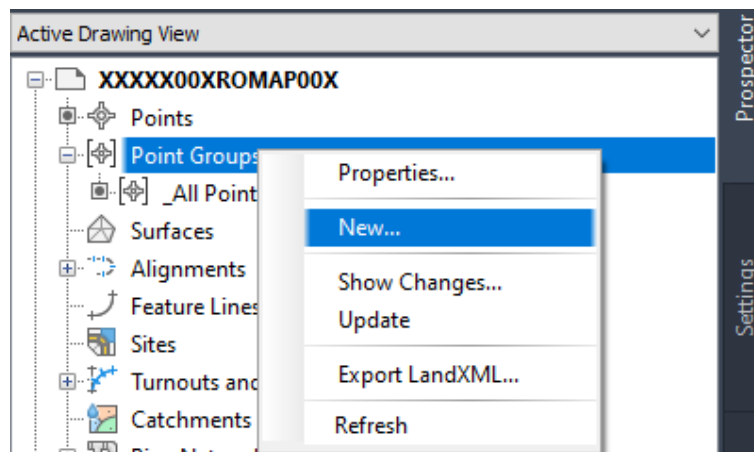 Active Drawing View
XXXXX00XROMAP00X
Points
Point Groups
_All Point
Surfaces
Alignments
Feature Lines
Sites
Turnouts and
Catchments
Properties...
New...
Show Changes...
Update
Export LandXML...
Refresh
Prospector
Settings